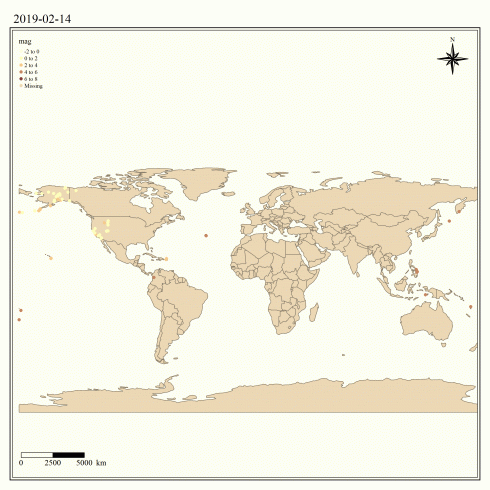 2019-02-14
mag
-2 to 0
0 to 2
2 to 4
4 to 6
6 to 8
Missing
N
0 2500 5000 km